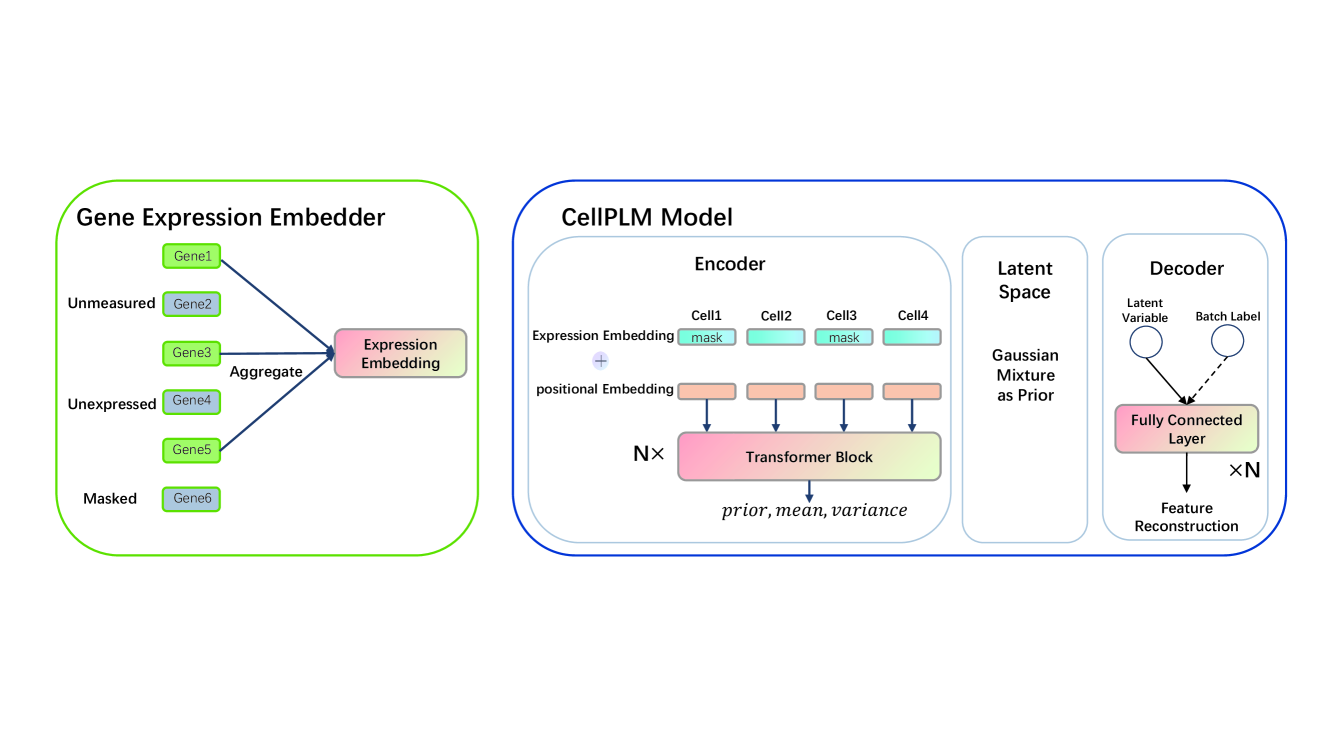 Gene Expression Embedder
Gene1
Unmeasured
Gene2
Gene3
Aggregate
Unexpressed
Gene4
Gene5
Masked
Gene6
Expression
Embedding
CellPLM Model
Encoder
Cell1
Cell2
Cell3
Cell4
Expression Embedding
mask
mask
+
positional Embedding
N×
Transformer Block
prior, mean, variance
Latent
Space
Gaussian
Mixture
as Prior
Decoder
Latent
Variable
Batch Label
Fully Connected
Layer
×N
Feature
Reconstruction